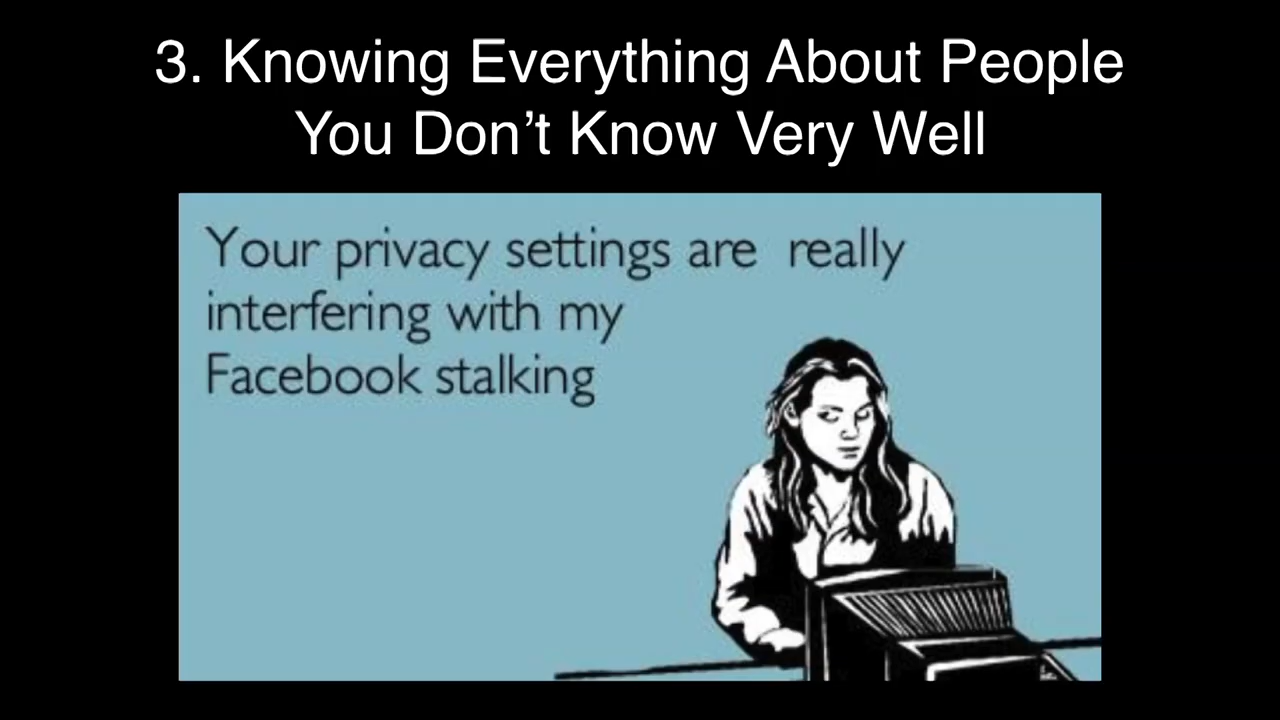 3. Knowing Everything About People
You Don’t Know Very Well
Your privacy settings are really
interfering with my
Facebook stalking